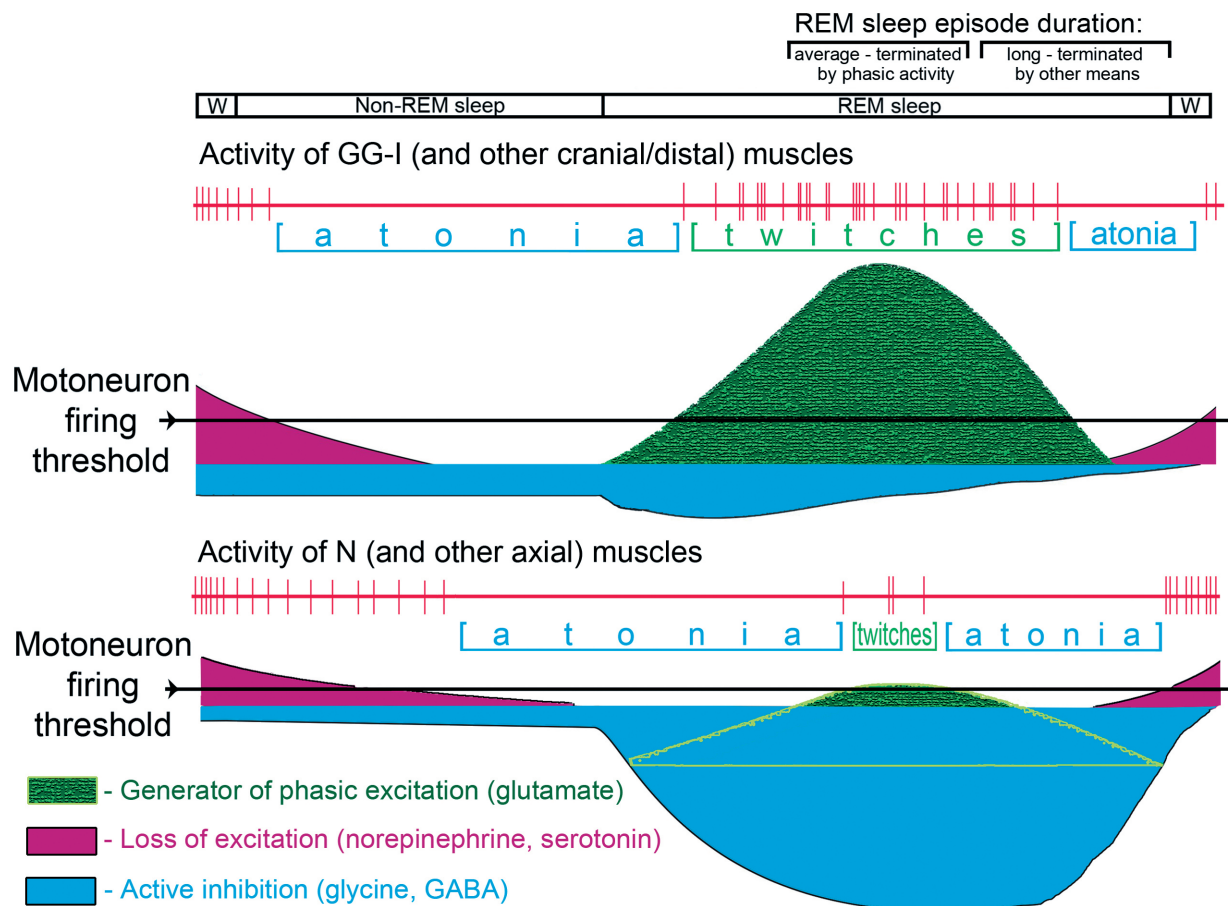 REM sleep episode duration:
average - terminated
by phasic activity
long - terminated
by other means
W
Non-REM sleep
REM sleep
W
Activity of GG-I (and other cranial/distal) muscles
[ a t o n i a ]
[ t w i t c h e s ]
[ atonia ]
Motoneuron
firing
threshold
Activity of N (and other axial) muscles
[ a t o n i a ]
[twitches]
[ a t o n i a ]
Motoneuron
firing
threshold
- Generator of phasic excitation (glutamate)
- Loss of excitation (norepinephrine, serotonin)
- Active inhibition (glycine, GABA)